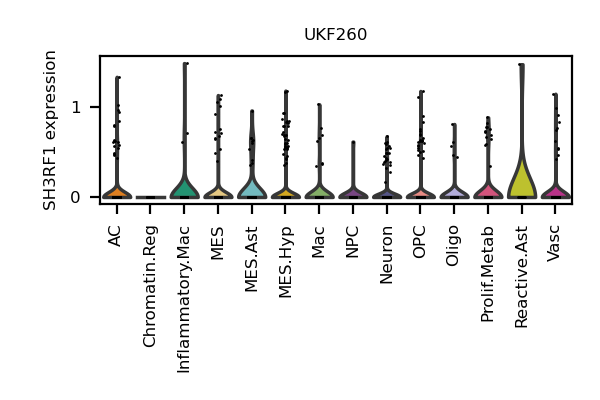 UKF260
SH3RF1 expression
1
0
AC
Chromatin.Reg
Inflammatory.Mac
MES
MES.Ast
MES.Hyp
Mac
NPC
Neuron
OPC
Oligo
Prolif.Metab
Reactive.Ast
Vasc